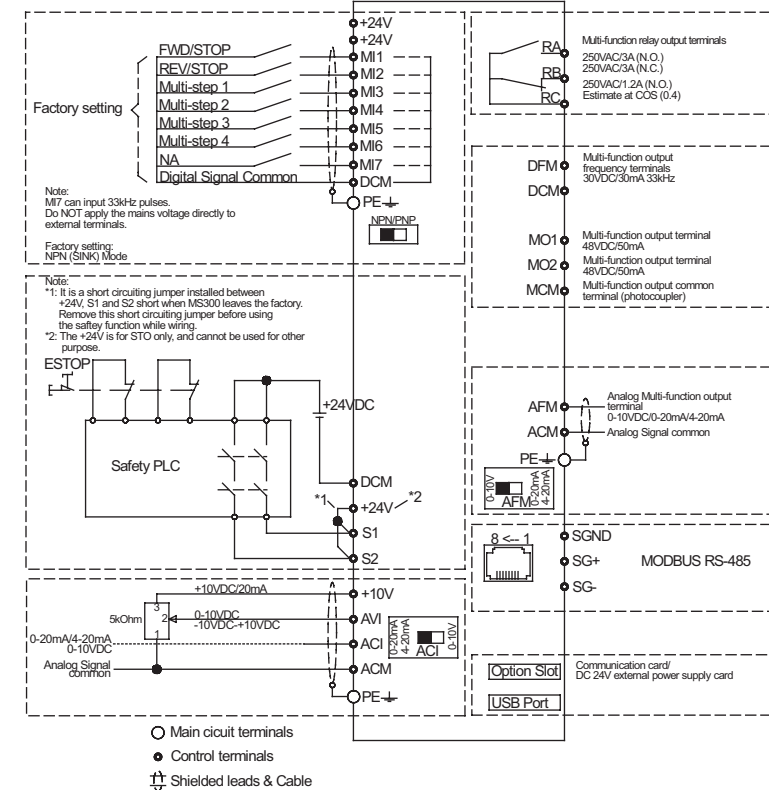 +24V
+24V
FWD/STOP
MI1
REV/STOP
MI2
Multi-step 1
MI3
Factory setting
Multi-step 2
MI4
Multi-step 3
MI5
Multi-step 4
MI6
NA
MI7
Digital Signal Common
DCM
PE
NPN/PNP
Note:
MI7 can input 33kHz pulses.
Do NOT apply the mains voltage directly to
external terminals.
Factory setting:
NPN (SINK) Mode
Note:
*1: It is a short circuiting jumper installed between
+24V, S1 and S2 short when MS300 leaves the factory.
Remove this short circuiting jumper before using
the saftey function while wiring.
*2: The +24V is for STO only, and cannot be used for other
purpose.
ESTOP
+24VDC
Safety PLC
DCM
*1
+24V
*2
S1
S2
+10VDC/20mA
+10V
5kOhm
3
2
1
0-10VDC
-10VDC-+10VDC
AVI
0-20mA/4-20mA
0-10VDC
ACI
0-20mA
4-20mA
ACI
0-10V
Analog Signal
common
ACM
PE
RA
Multi-function relay output terminals
250VAC/3A (N.O.)
250VAC/3A (N.C.)
RB
250VAC/1.2A (N.O.)
Estimate at COS (0.4)
RC
DFM
Multi-function output
frequency terminals
30VDC/30mA 33kHz
DCM
MO1
Multi-function output terminal
48VDC/50mA
MO2
Multi-function output terminal
48VDC/50mA
MCM
Multi-function output common
terminal (photocoupler)
AFM
Analog Multi-function output
terminal
0-10VDC/0-20mA/4-20mA
ACM
Analog Signal common
PE
0-10V
AFM
0-20mA
4-20mA
8 <-- 1
SGND
SG+
MODBUS RS-485
SG-
Option Slot
Communication card/
DC 24V external power supply card
USB Port
Main cicuit terminals
Control terminals
Shielded leads & Cable